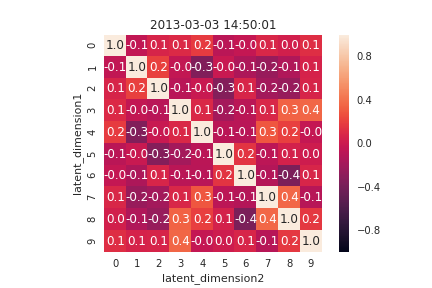 2013-03-03 14:50:01
0 1.0 -0.1 0.1 0.1 0.2 -0.1 -0.0 0.1 0.0 0.1
1 -0.1 1.0 0.2 -0.0 -0.3 -0.0 -0.1 -0.2 -0.1 0.1
2 0.1 0.2 1.0 -0.1 -0.0 -0.3 0.1 -0.2 -0.2 0.1
3 0.1 -0.0 -0.1 1.0 0.1 -0.2 -0.1 0.1 0.3 0.4
4 0.2 -0.3 -0.0 0.1 1.0 -0.1 -0.1 0.3 0.2 -0.0
5 -0.1 -0.0 -0.3 -0.2 -0.1 1.0 0.2 -0.1 0.1 0.0
6 -0.0 -0.1 0.1 -0.1 -0.1 0.2 1.0 -0.1 -0.4 0.1
7 0.1 -0.2 -0.2 0.1 0.3 -0.1 -0.1 1.0 0.4 -0.1
8 0.0 -0.1 -0.2 0.3 0.2 0.1 -0.4 0.4 1.0 0.2
9 0.1 0.1 0.1 0.4 -0.0 0.0 0.1 -0.1 0.2 1.0
0 1 2 3 4 5 6 7 8 9
latent_dimension2
latent_dimension1
0.8
0.4
0.0
−0.4
−0.8